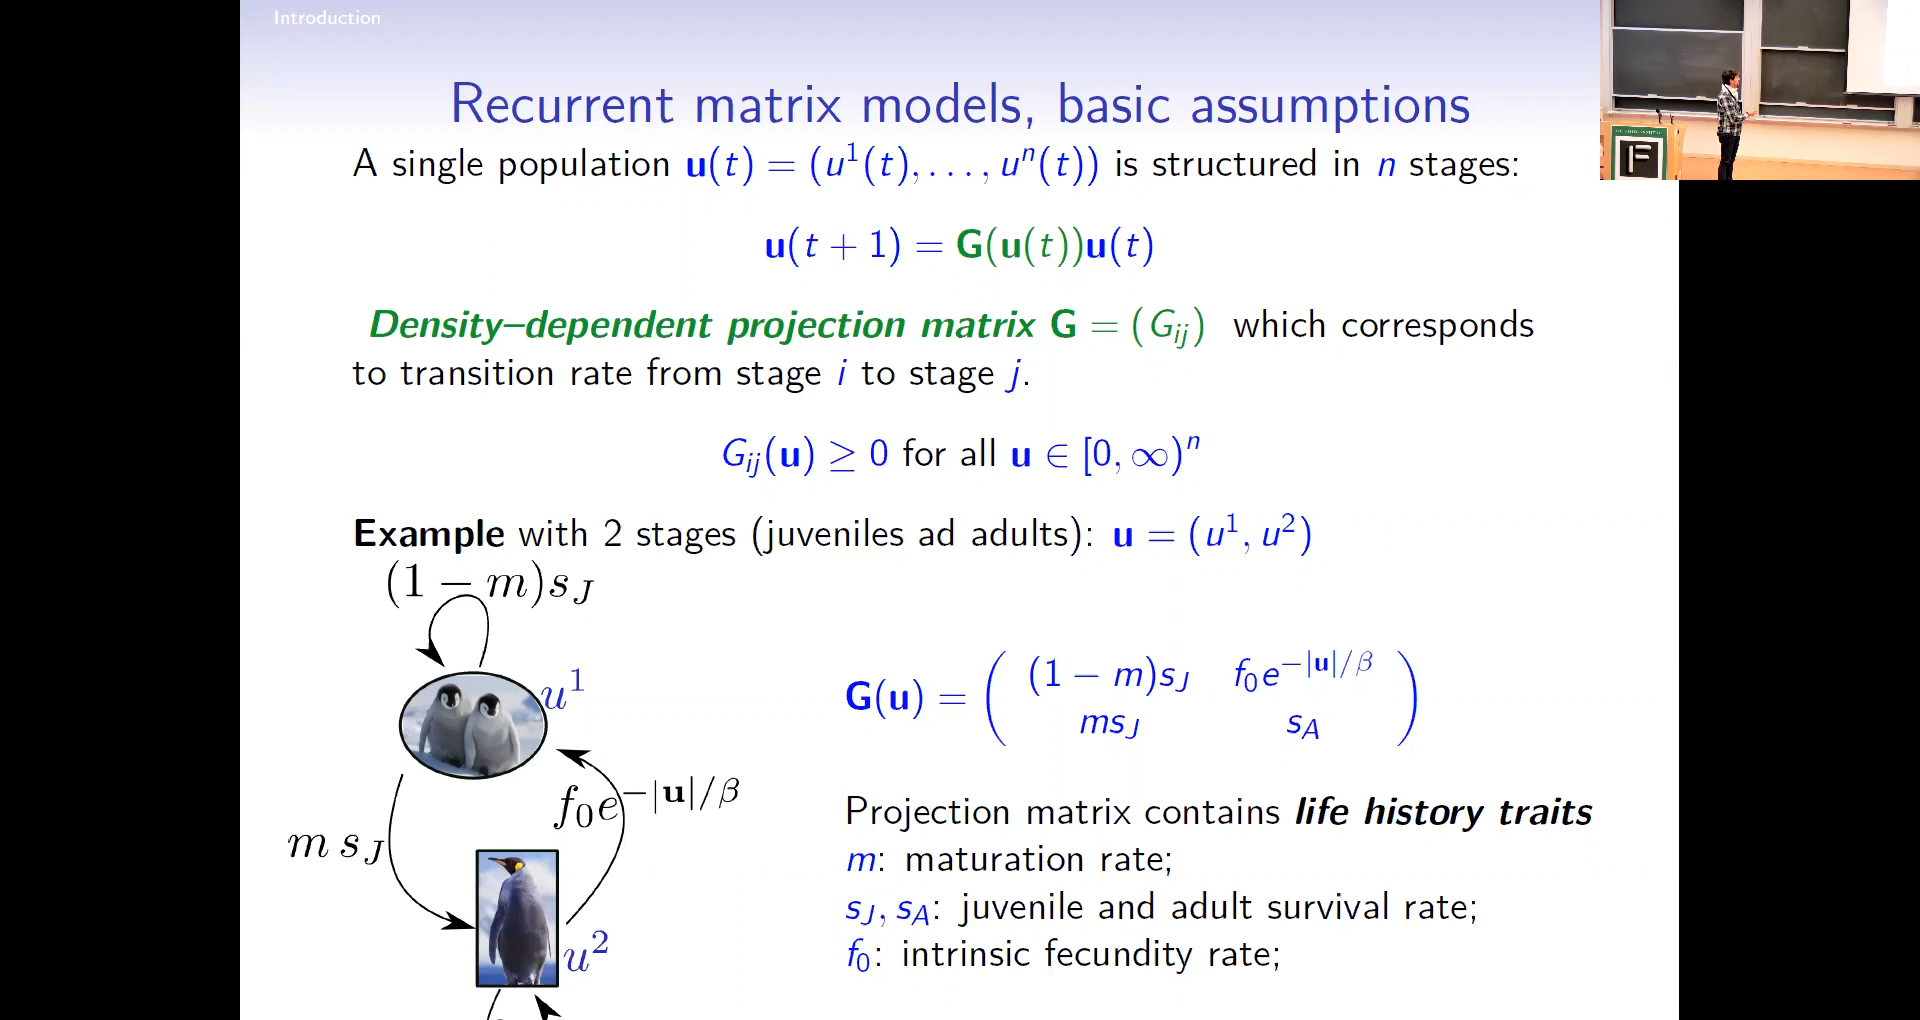 Introduction
Recurrent matrix models, basic assumptions
A single population u(t) = (u¹(t), . . . , uⁿ(t)) is structured in n stages:
u(t + 1) = G(u(t))u(t)
Density–dependent projection matrix G = (G_ij) which corresponds
to transition rate from stage i to stage j.
G_ij(u) ≥ 0 for all u ∈ [0, ∞)ⁿ
Example with 2 stages (juveniles ad adults): u = (u¹, u²)
(1 − m)s_J
u¹
f₀e^{−|u|/β}
m s_J
u²
G(u) = ( (1 − m)s_J f₀e^{−|u|/β}
ms_J s_A )
Projection matrix contains life history traits
m: maturation rate;
s_J, s_A: juvenile and adult survival rate;
f₀: intrinsic fecundity rate;